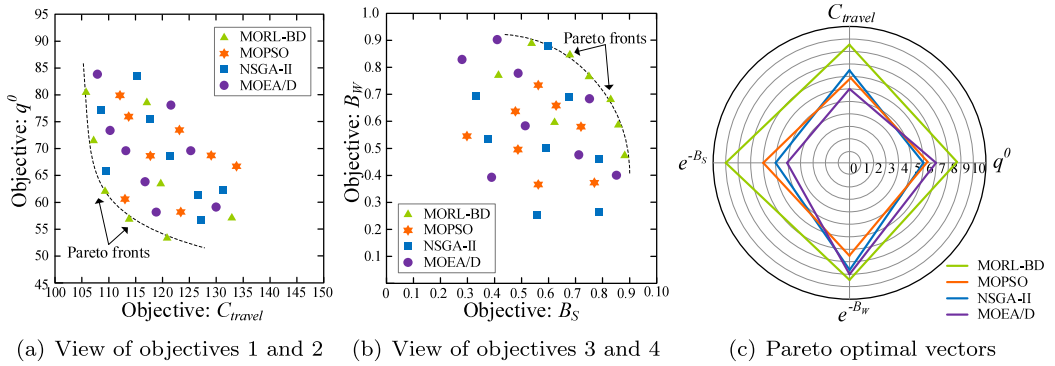 95
90
85
80
75
70
65
60
55
50
45
Objective: q⁰
MORL-BD
MOPSO
NSGA-II
MOEA/D
Pareto fronts
100 105 110 115 120 125 130 135 140 145 150
Objective: C_travel
(a) View of objectives 1 and 2
1.0
0.9
0.8
0.7
0.6
0.5
0.4
0.3
0.2
0.1
Objective: B_W
Pareto fronts
MORL-BD
MOPSO
NSGA-II
MOEA/D
0 0.1 0.2 0.3 0.4 0.5 0.6 0.7 0.8 0.9 0.10
Objective: B_S
(b) View of objectives 3 and 4
C_travel
e^-B_S
0 1 2 3 4 5 6 7 8 9 10
q⁰
e^-B_W
MORL-BD
MOPSO
NSGA-II
MOEA/D
(c) Pareto optimal vectors